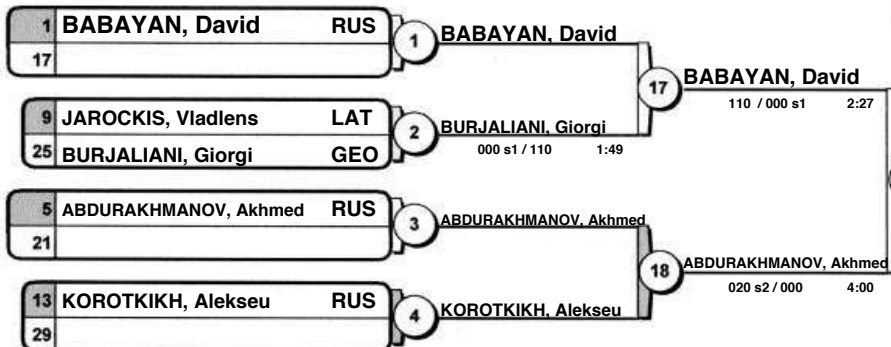 1 BABAYAN, David RUS
17
1 BABAYAN, David
9 JAROCKIS, Vladlens LAT
25 BURJALIANI, Giorgi GEO
2 BURJALIANI, Giorgi
000 s1 / 110 1:49
17 BABAYAN, David
110 / 000 s1 2:27
5 ABDURAKHMANOV, Akhmed RUS
21
3 ABDURAKHMANOV, Akhmed
13 KOROTKIKH, Alekseu RUS
29
4 KOROTKIKH, Alekseu
18 ABDURAKHMANOV, Akhmed
020 s2 / 000 4:00